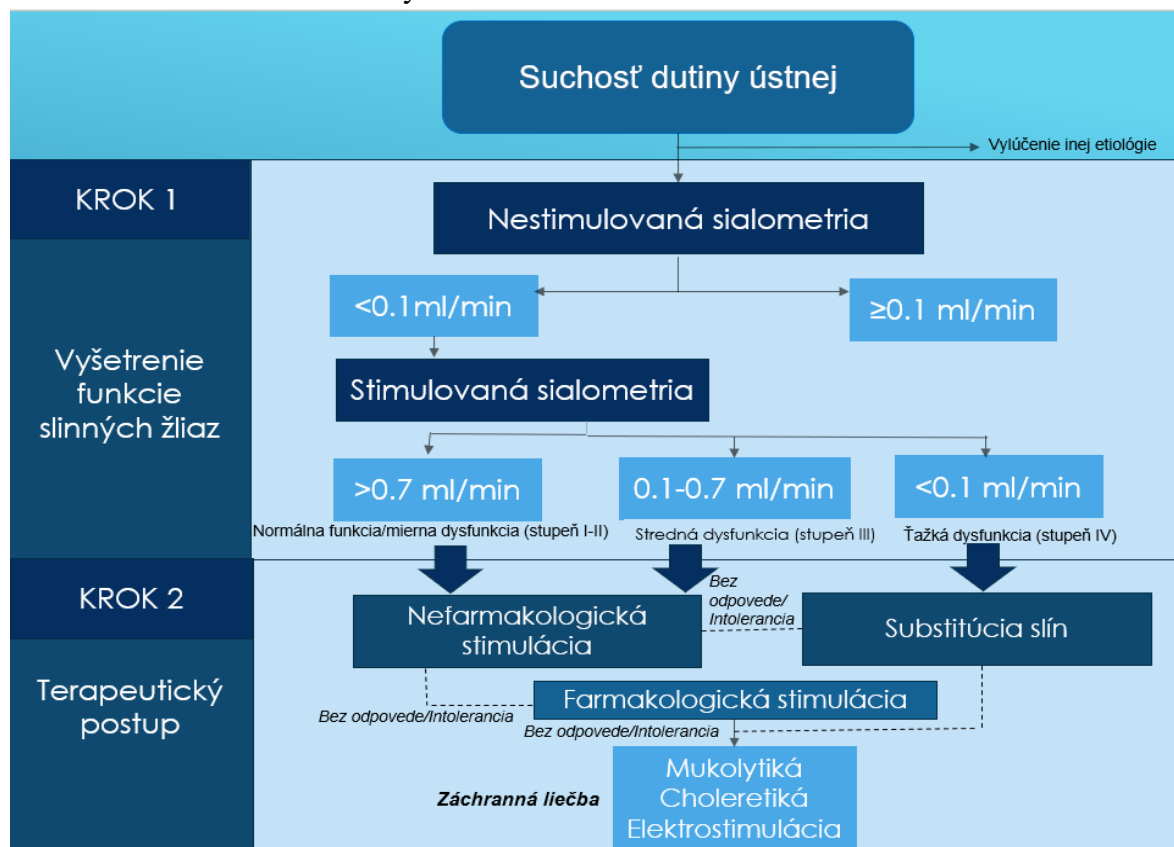 Suchosť dutiny ústnej
Vylúčenie inej etiológie
KROK 1
Nestimulovaná sialometria
<0.1ml/min
≥0.1 ml/min
Vyšetrenie
funkcie
slinných žliaz
Stimulovaná sialometria
>0.7 ml/min
0.1-0.7 ml/min
<0.1 ml/min
Normálna funkcia/mierna dysfunkcia (stupeň I-II)
Stredná dysfunkcia (stupeň III)
Ťažká dysfunkcia (stupeň IV)
KROK 2
Terapeutický
postup
Nefarmakologická
stimulácia
Bez
odpovede/
Intolerancia
Substitúcia slín
Farmakologická stimulácia
Bez odpovede/Intolerancia
Bez odpovede/Intolerancia
Záchranná liečba
Mukolytiká
Choleretiká
Elektrostimulácia